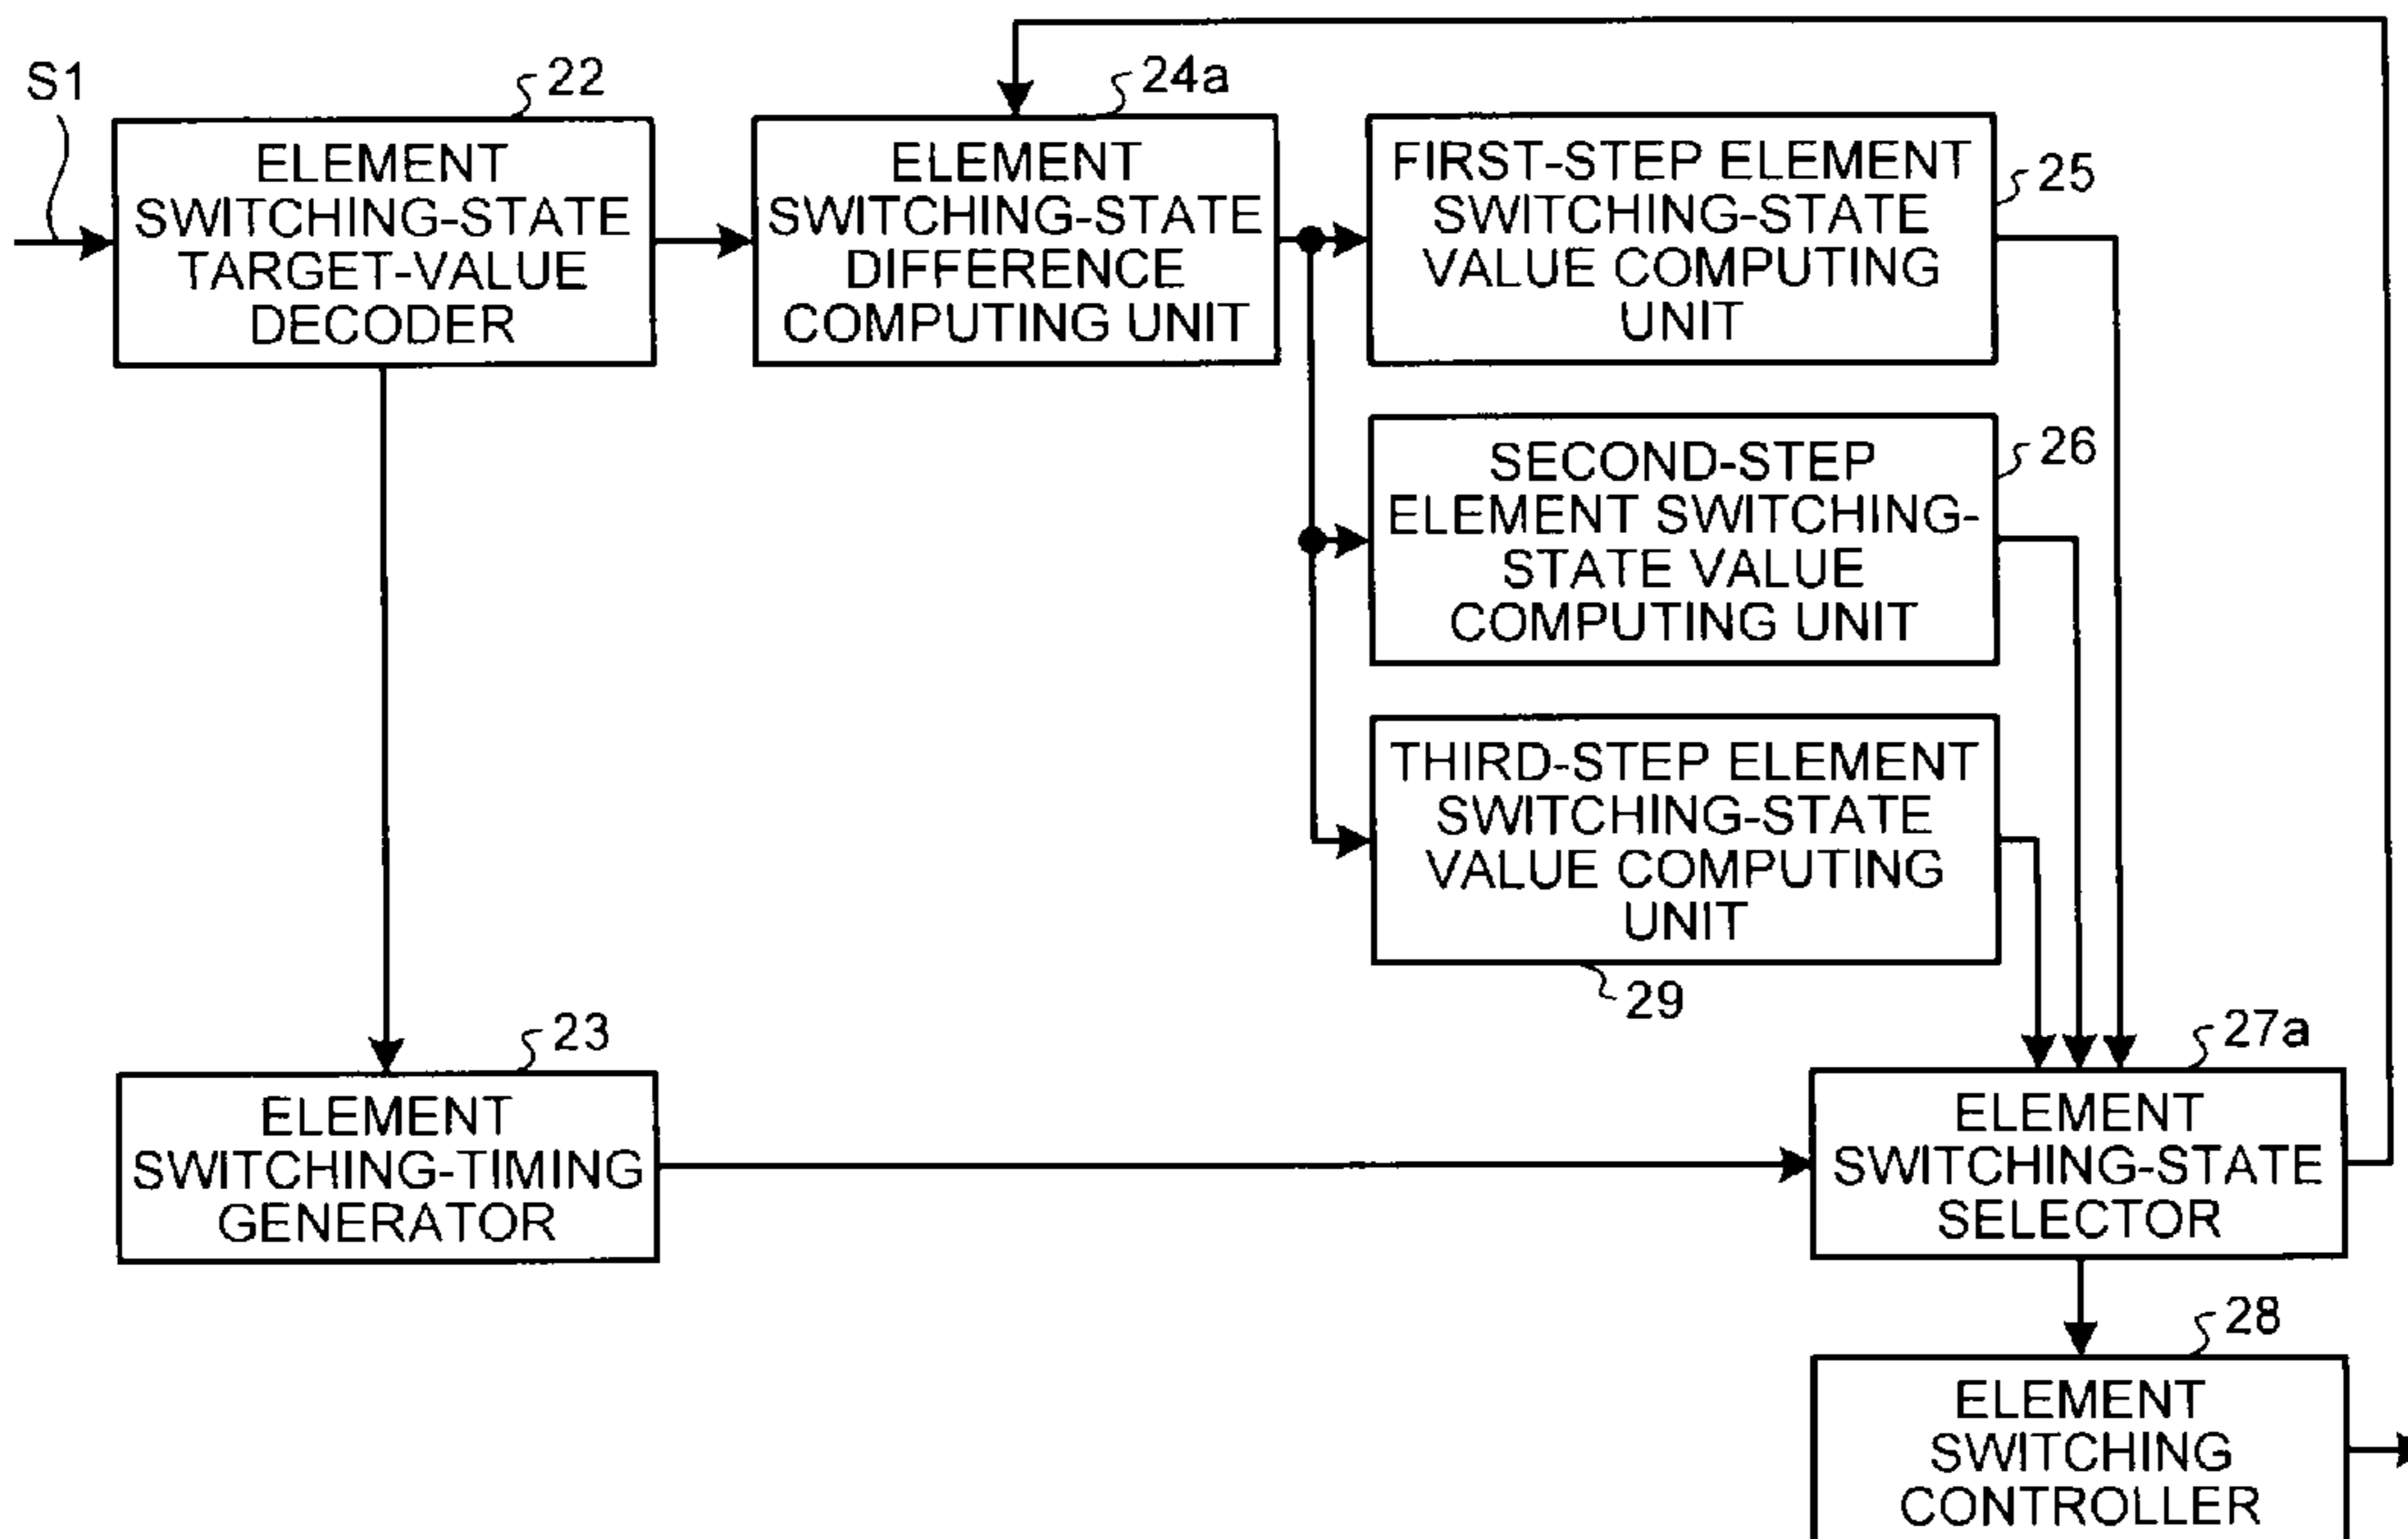 S1
22
ELEMENT
SWITCHING-STATE
TARGET-VALUE
DECODER
24a
ELEMENT
SWITCHING-STATE
DIFFERENCE
COMPUTING UNIT
25
FIRST-STEP ELEMENT
SWITCHING-STATE
VALUE COMPUTING
UNIT
26
SECOND-STEP
ELEMENT SWITCHING-
STATE VALUE
COMPUTING UNIT
THIRD-STEP ELEMENT
SWITCHING-STATE
VALUE COMPUTING
UNIT
29
23
ELEMENT
SWITCHING-TIMING
GENERATOR
27a
ELEMENT
SWITCHING-STATE
SELECTOR
28
ELEMENT
SWITCHING
CONTROLLER